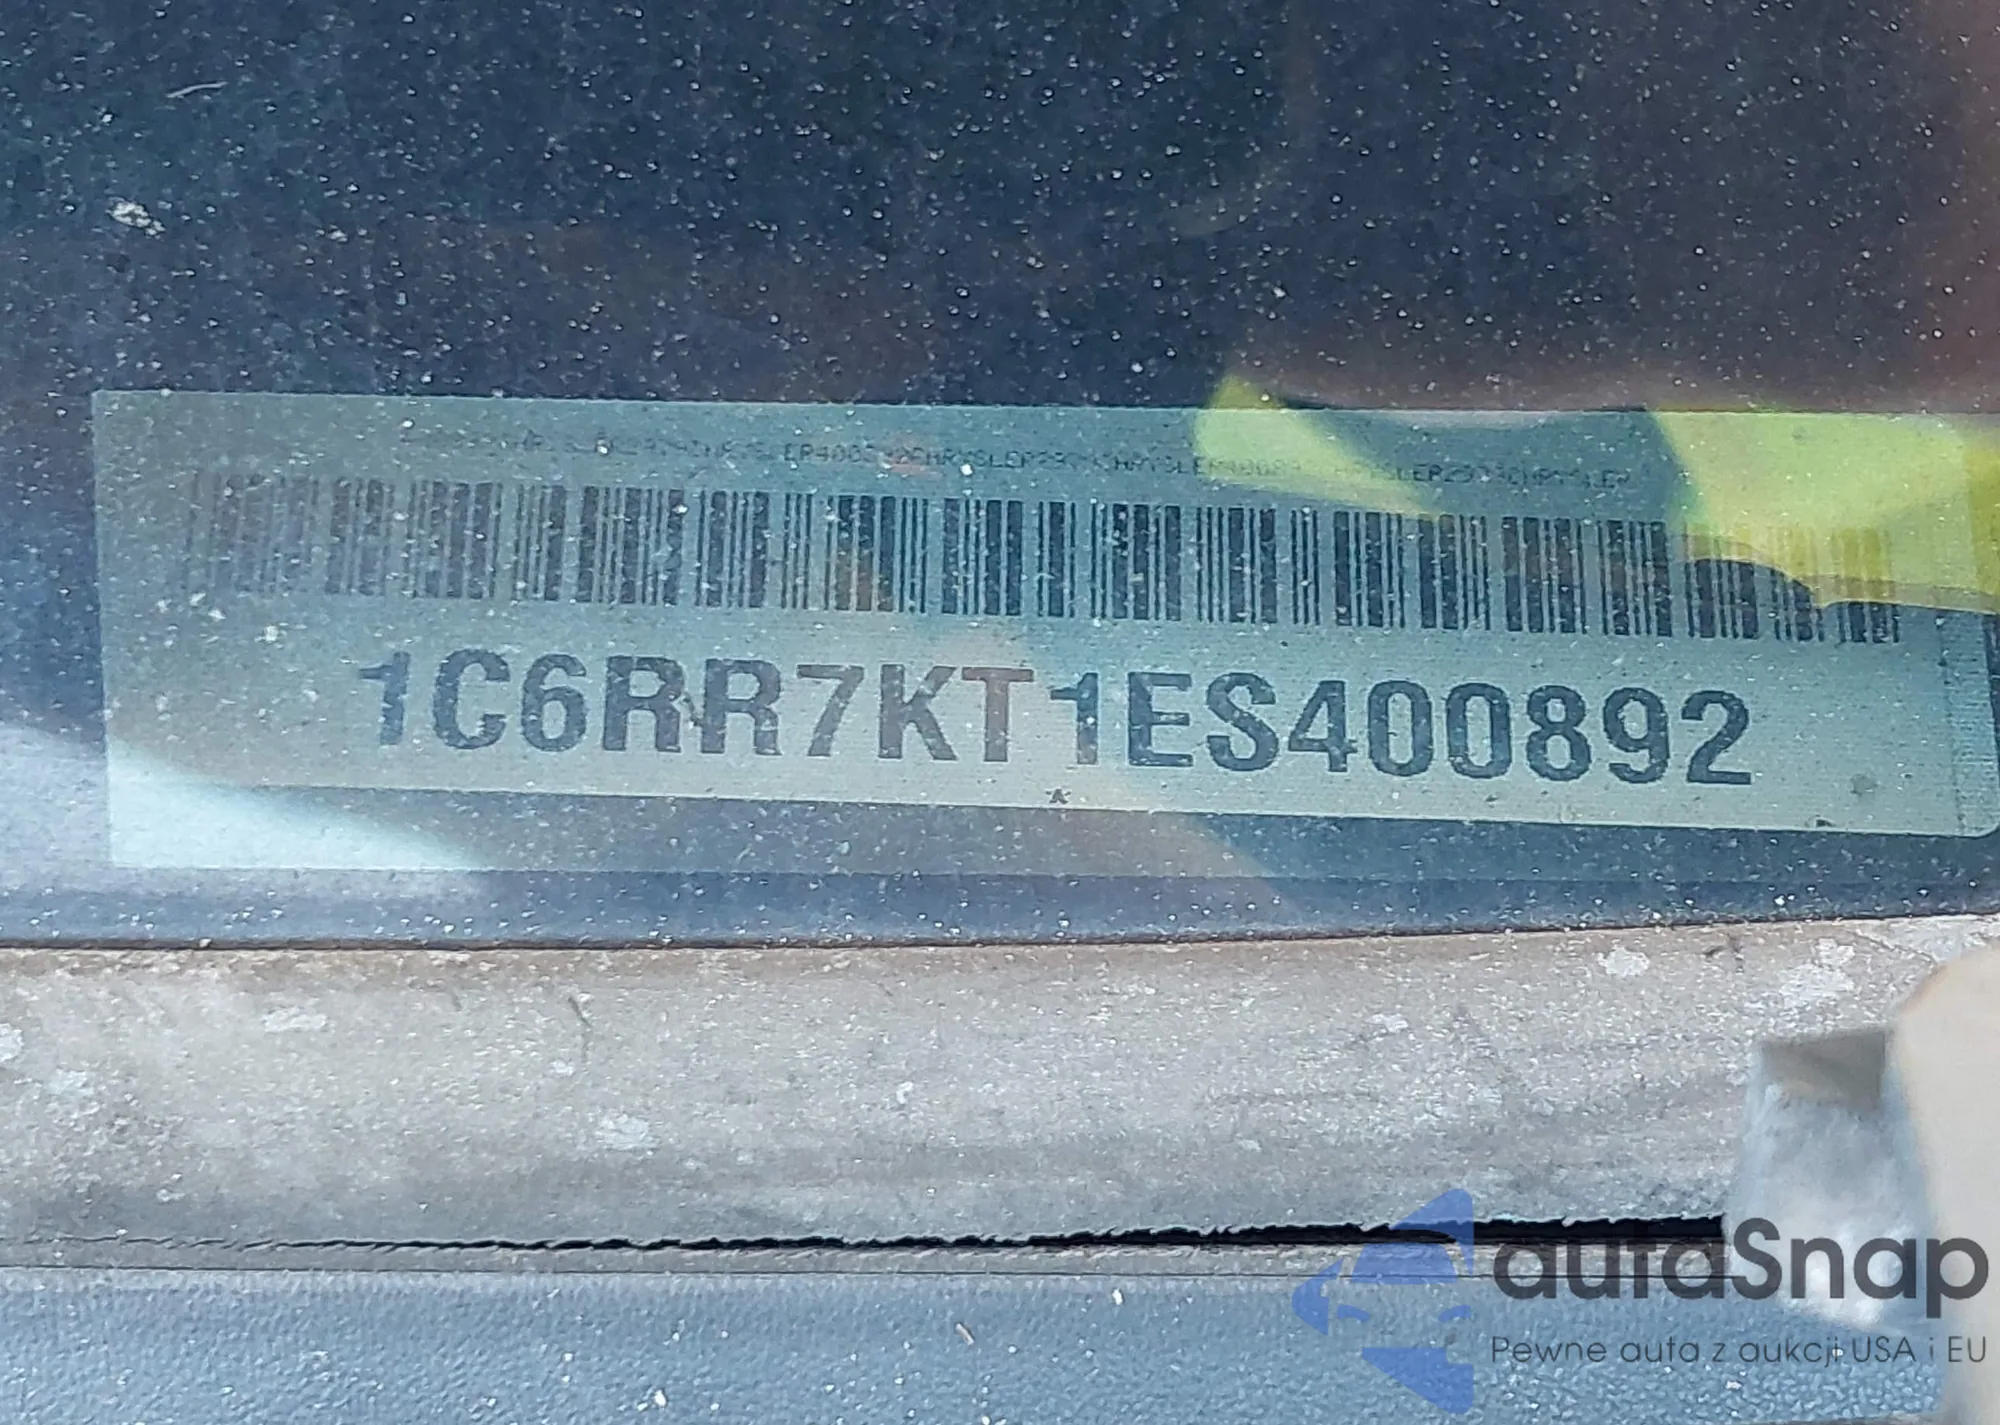 1C6RR7KT1ES400892
autaSnap
Pewne auta z aukcji USA i EU